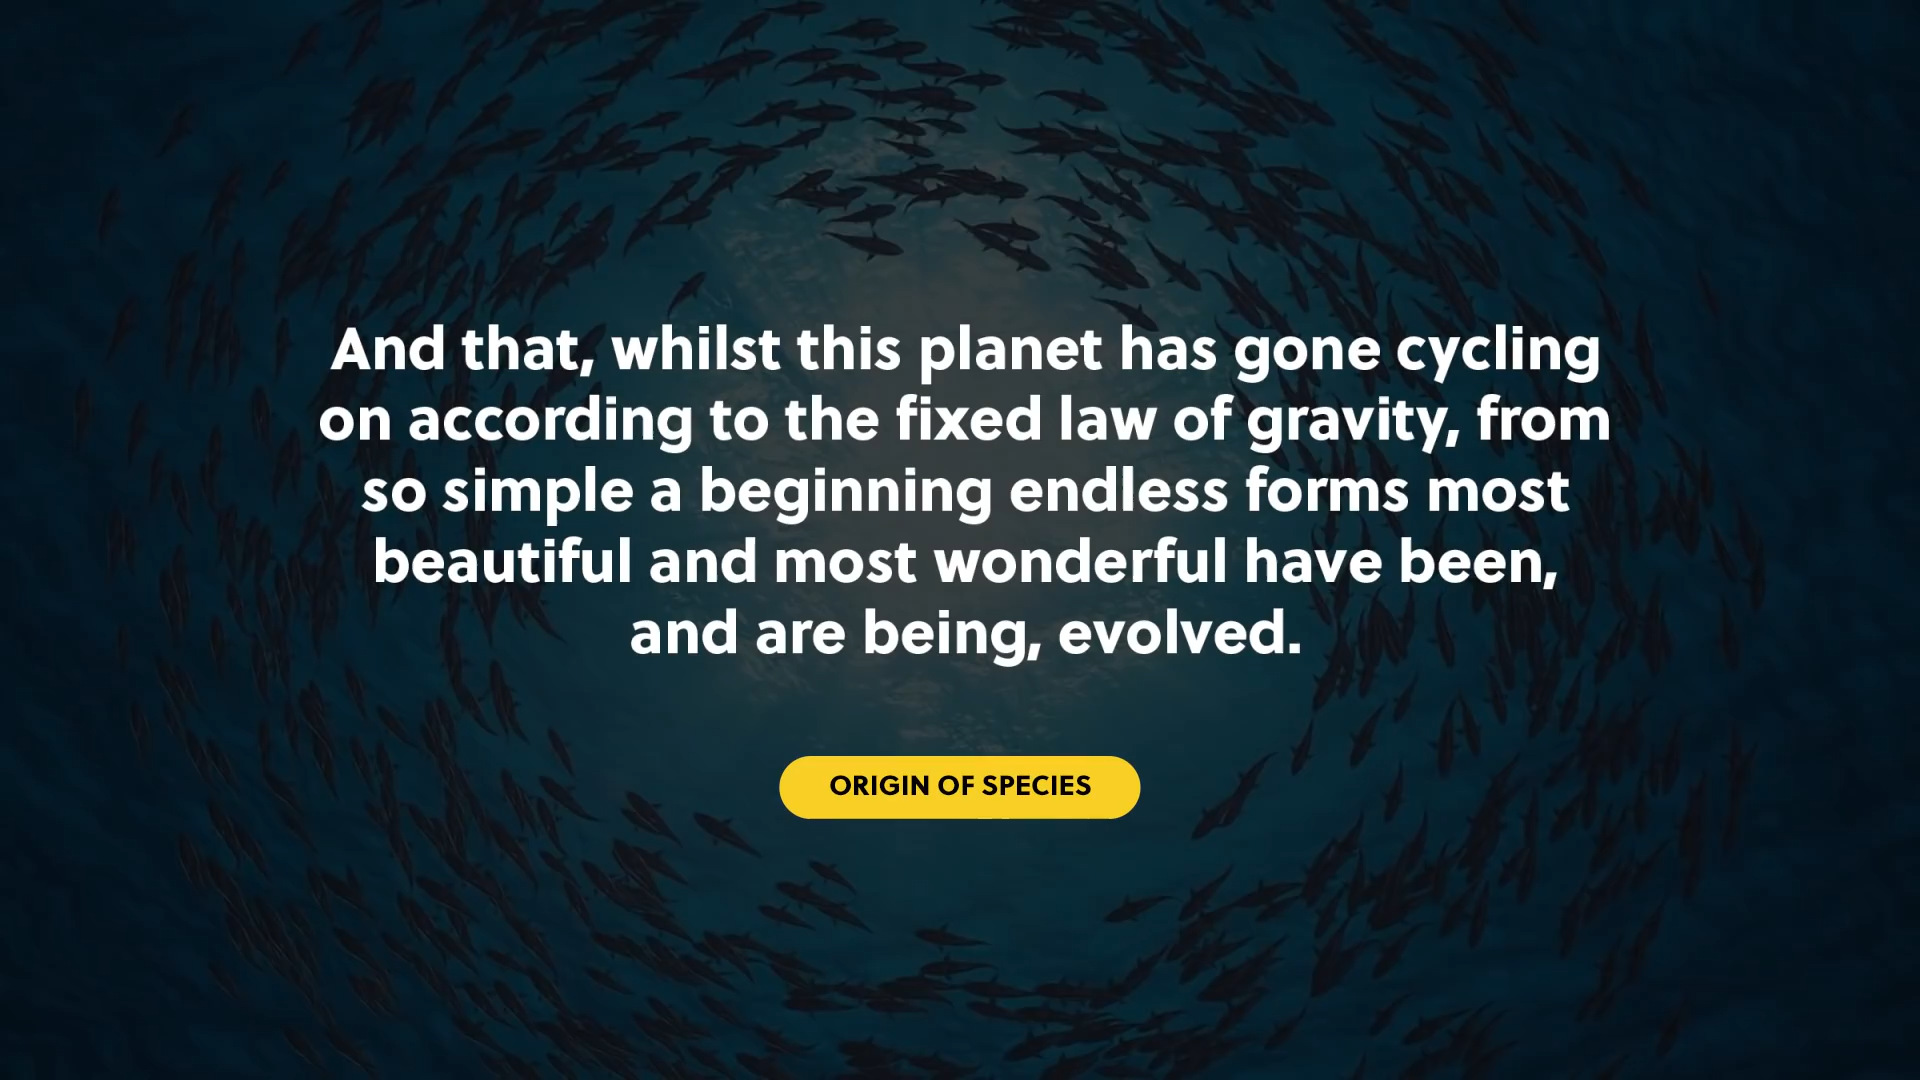 And that, whilst this planet has gone cycling
on according to the fixed law of gravity, from
so simple a beginning endless forms most
beautiful and most wonderful have been,
and are being, evolved.
ORIGIN OF SPECIES